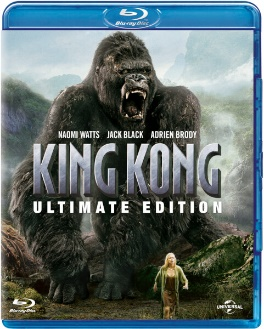 Blu-ray Disc
NAOMI WATTS JACK BLACK ADRIEN BRODY
KING KONG
ULTIMATE EDITION
Blu-ray Disc
UNIVERSAL